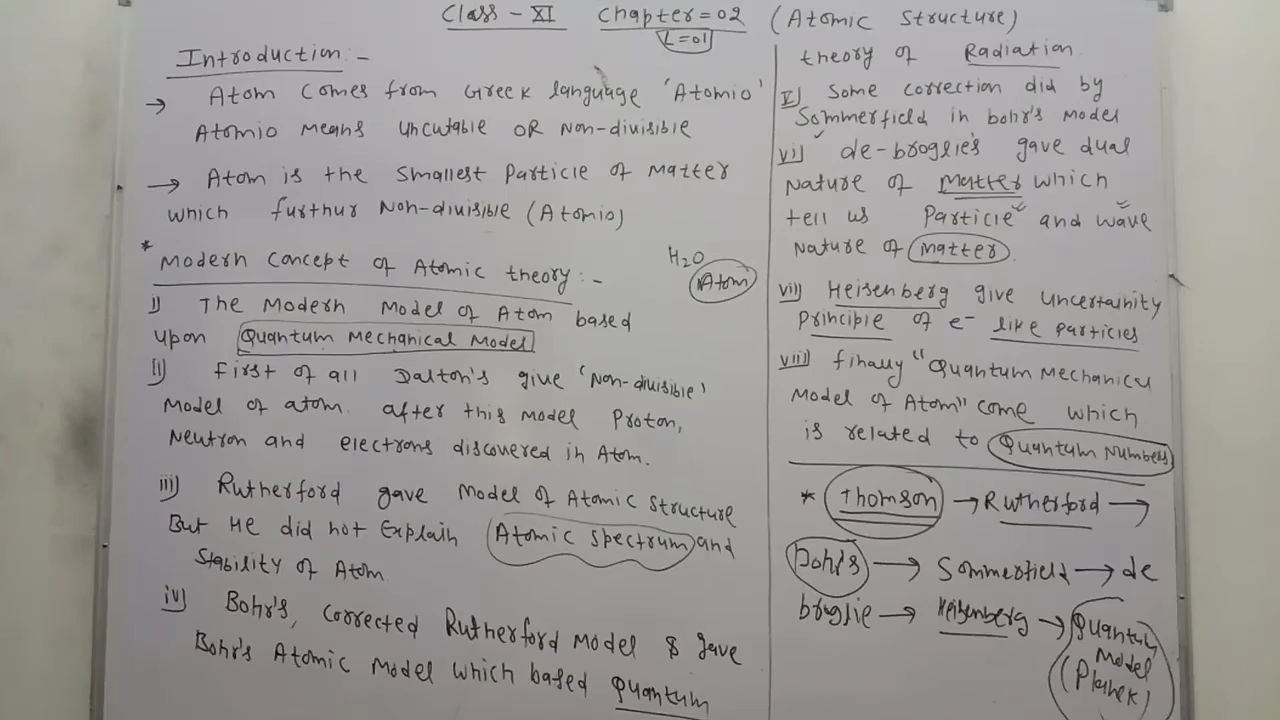 Class - XI Chapter = 02 (Atomic Structure)
L=01
Introduction :-
→ Atom comes from Greek language 'Atomio'
Atomio means uncutable OR Non-divisible
→ Atom is the smallest Particle of Matter
which furthur Non-divisible (Atomio)
* Modern concept of Atomic theory :-
H2O
Atom
i) The Modern Model of Atom based
upon Quantum Mechanical Model
ii) first of all Dalton's give 'Non-divisible'
Model of atom. after this model Proton,
Neutron and electrons discovered in Atom.
iii) Rutherford gave Model of Atomic Structure
But He did not Explain Atomic spectrum and
Stability of Atom
iv) Bohr's, corrected Rutherford Model & gave
Bohr's Atomic Model which based Quantum
theory of Radiation
v) Some correction did by
Sommerfield in bohr's Model
vi) de-broglie's gave dual
Nature of Matter which
tell us Particle and wave
Nature of matter.
vii) Heisenberg give uncertainity
Principle of e- like particles
viii) finally "Quantum Mechanical
Model of Atom" come which
is related to Quantum Numbers
* Thomson → Rutherford →
Bohr's → Sommerfield → de
broglie → Heisenberg → Quantum
Model
(Planek)